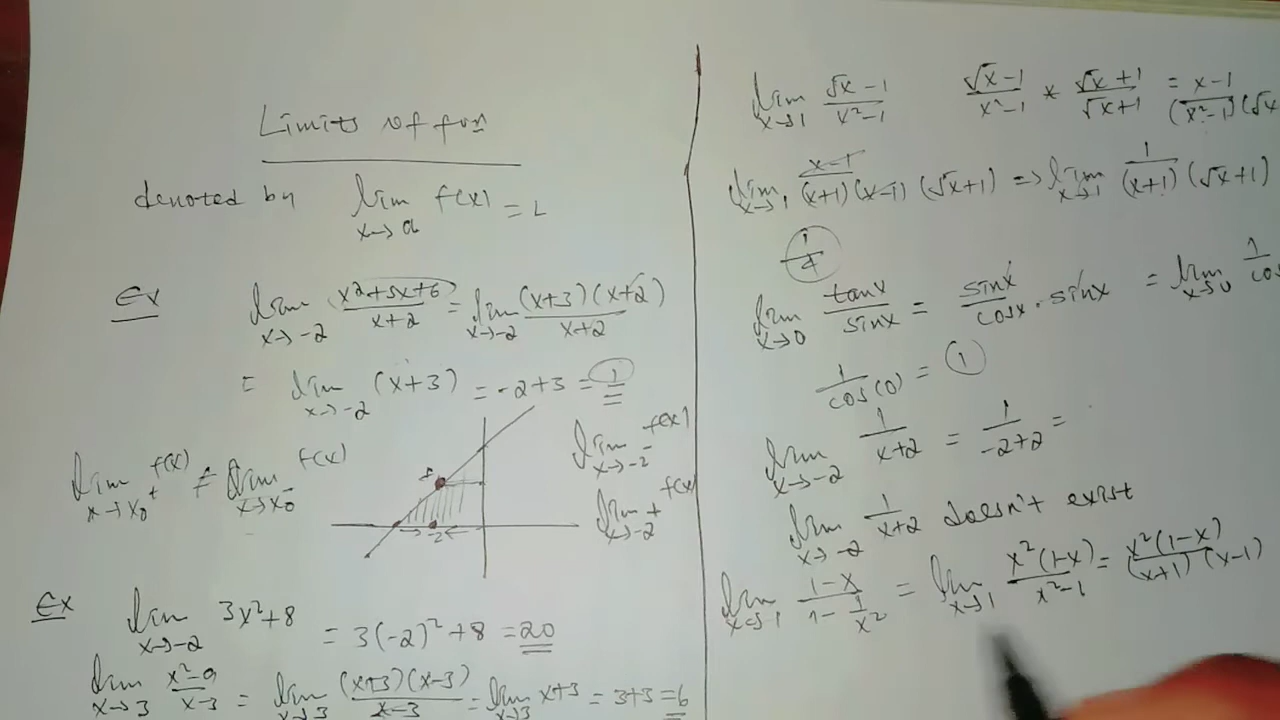 Limits of fun
denoted by lim x→a f(x) = L
Ex lim x→-2 (x²+5x+6)/(x+2) = lim x→-2 (x+3)(x+2)/(x+2)
= lim x→-2 (x+3) = -2+3 = 1
lim x→x₀⁺ f(x) ≠ lim x→x₀⁻ f(x)
-2
lim x→-2⁻ f(x)
lim x→-2⁺ f(x)
Ex lim x→-2 3x²+8 = 3(-2)²+8 = 20
lim x→3 (x²-9)/(x-3) = lim x→3 (x+3)(x-3)/(x-3) = lim x→3 x+3 = 3+3 = 6
lim x→1 (√x-1)/(x²-1) (√x-1)/(x²-1) * (√x+1)/(√x+1) = (x-1)/(x²-1)(√x
lim x→1 (x-1)/(x+1)(x-1)(√x+1) ⇒ lim x→1 1/(x+1)(√x+1)
1/4
lim x→0 tanx/sinx = sinx/cosx · sinx = lim x→0 1/cos
1/cos(0) = 1
lim x→-2 1/(x+2) = 1/(-2+2) =
lim x→-2 1/(x+2) doesn't exist
lim x→1 (1-x)/(1-1/x²) = lim x→1 x²(1-x)/(x²-1) = x²(1-x)/(x+1)(x-1)